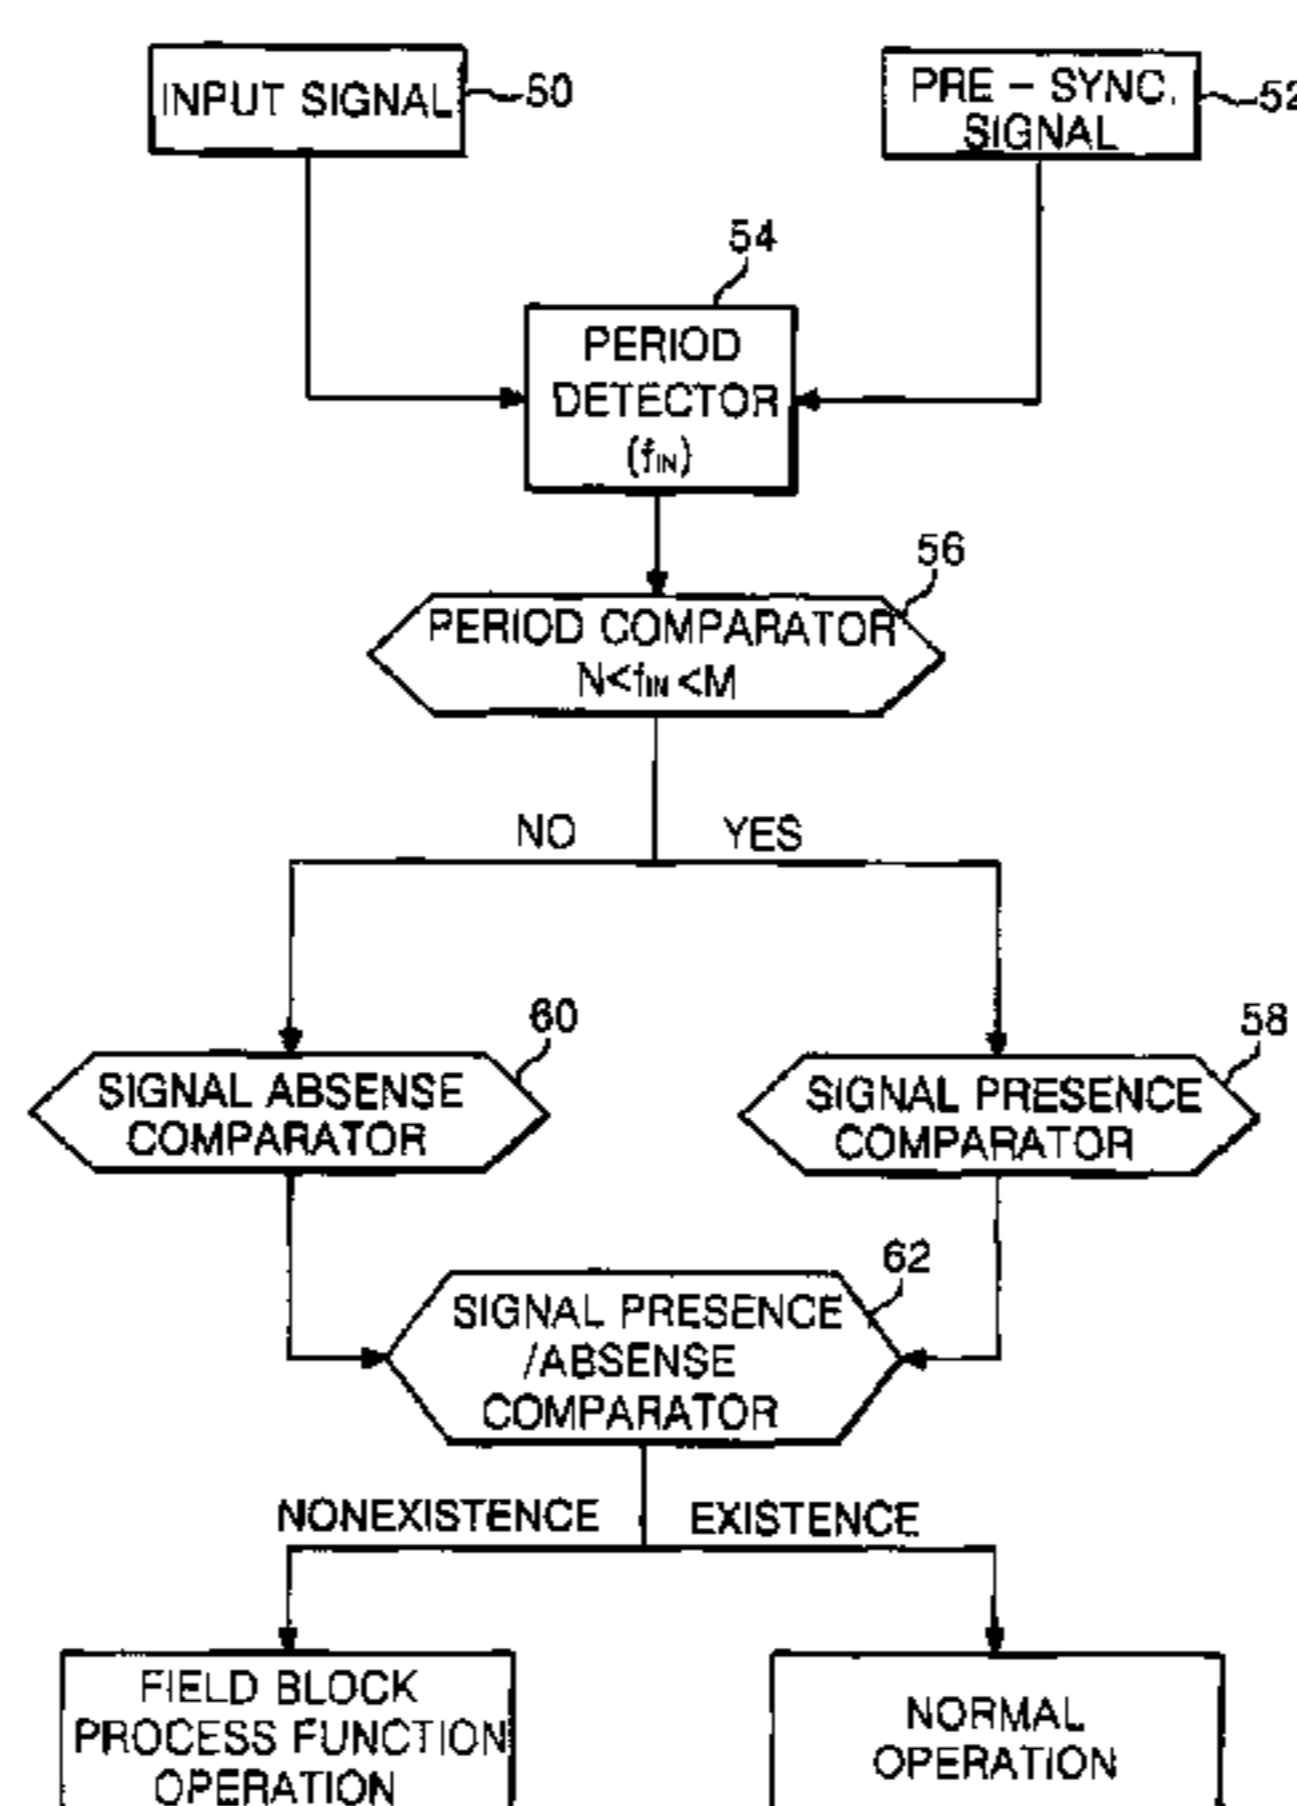 INPUT SIGNAL
50
PRE - SYNC.
SIGNAL
52
54
PERIOD
DETECTOR
(fIN)
56
PERIOD COMPARATOR
N<fIN<M
NO
YES
60
SIGNAL ABSENSE
COMPARATOR
58
SIGNAL PRESENCE
COMPARATOR
62
SIGNAL PRESENCE
/ABSENSE
COMPARATOR
NONEXISTENCE
EXISTENCE
FIELD BLOCK
PROCESS FUNCTION
OPERATION
NORMAL
OPERATION